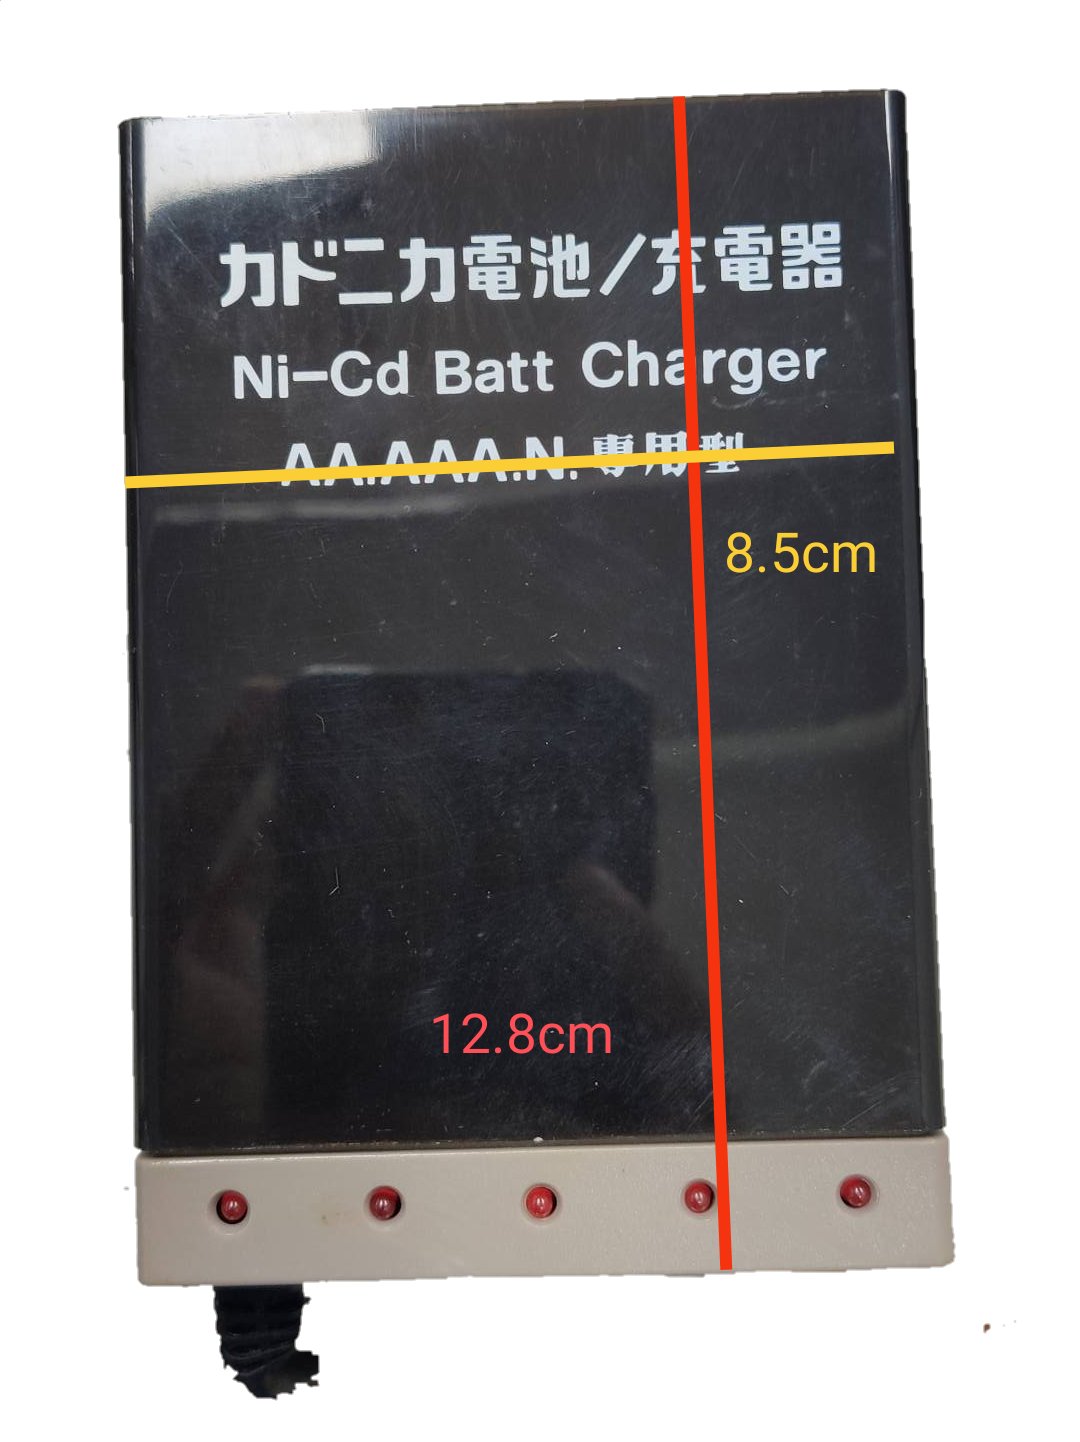 カドニカ電池／充電器
Ni-Cd Batt Charger
AA.AAA.N.専用型
8.5cm
12.8cm